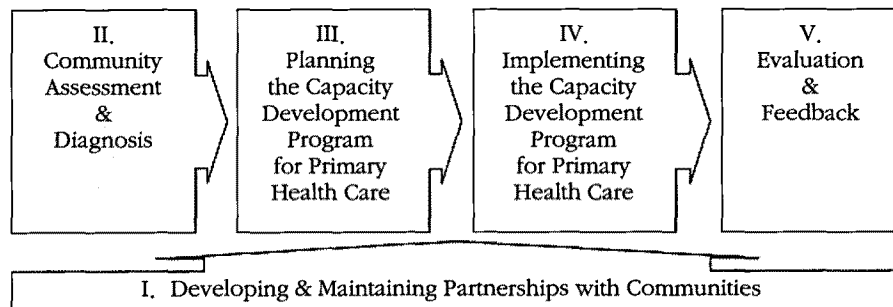 II.
Community
Assessment
&
Diagnosis
III.
Planning
the Capacity
Development
Program
for Primary
Health Care
IV.
Implementing
the Capacity
Development
Program
for Primary
Health Care
V.
Evaluation
&
Feedback
I. Developing & Maintaining Partnerships with Communities